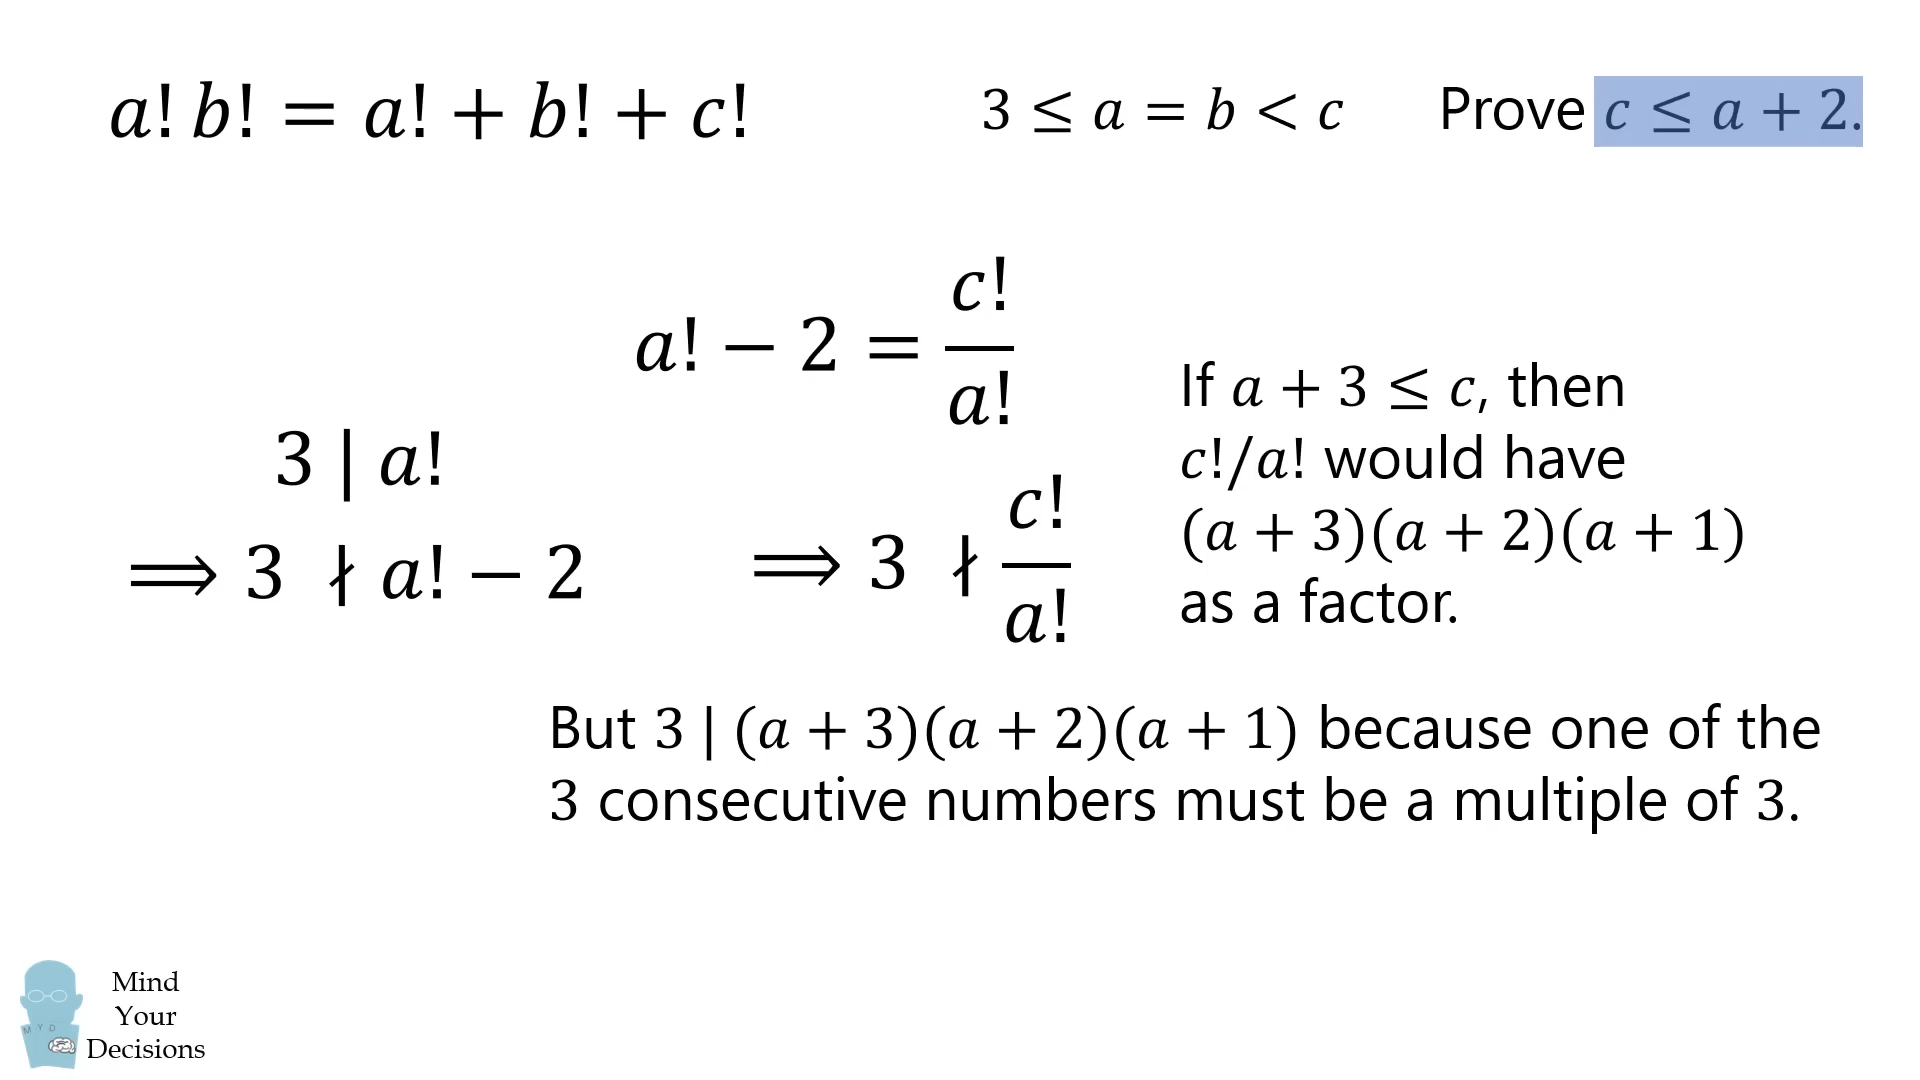 a! b! = a! + b! + c! 3 ≤ a = b < c Prove c ≤ a + 2.
a! − 2 = c!/a!
3 | a!
⟹ 3 ∤ a! − 2 ⟹ 3 ∤ c!/a!
If a + 3 ≤ c, then
c!/a! would have
(a + 3)(a + 2)(a + 1)
as a factor.
But 3 | (a + 3)(a + 2)(a + 1) because one of the
3 consecutive numbers must be a multiple of 3.
M Y D
Mind
Your
Decisions